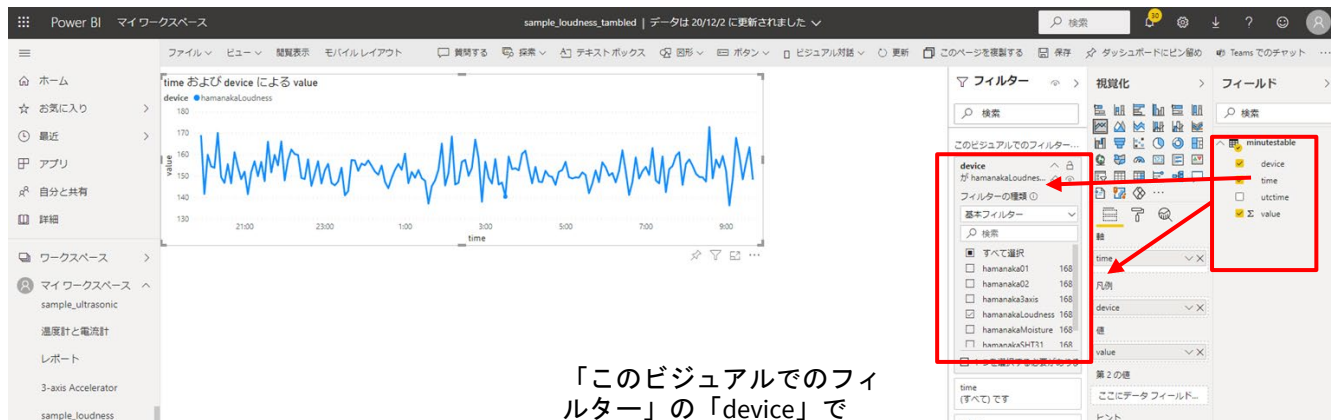 Power BI マイ ワークスペース
sample_loudness_tambled | データは 20/12/2 に更新されました
検索
30
ファイル ビュー 閲覧表示 モバイル レイアウト 質問する 探索 テキスト ボックス 図形 ボタン ビジュアル対話 更新 このページを複製する 保存 ダッシュボードにピン留め Teams でのチャット ...
ホーム
お気に入り
最近
アプリ
自分と共有
詳細
ワークスペース
マイ ワークスペース
sample_ultrasonic
温度計と電流計
レポート
3-axis Accelerator
sample_loudness
time および device による value
device hamanakaLoudness
180
170
160
150
140
130
value
21:00 23:00 1:00 3:00 5:00 7:00 9:00
time
「このビジュアルでのフィ
ルター」の「device」で
フィルター
検索
このビジュアルでのフィルター...
device
が hamanakaLoudnes...
フィルターの種類
基本フィルター
検索
すべて選択
hamanaka01 168
hamanaka02 168
hamanaka3axis 168
hamanakaLoudness 168
hamanakaMoisture 168
hamanakaSHT31 168
time
(すべて) です
視覚化
軸
time
凡例
device
値
value
第 2 の値
ここにデータ フィールド...
ヒント
フィールド
検索
minutestable
device
time
utctime
Σ value